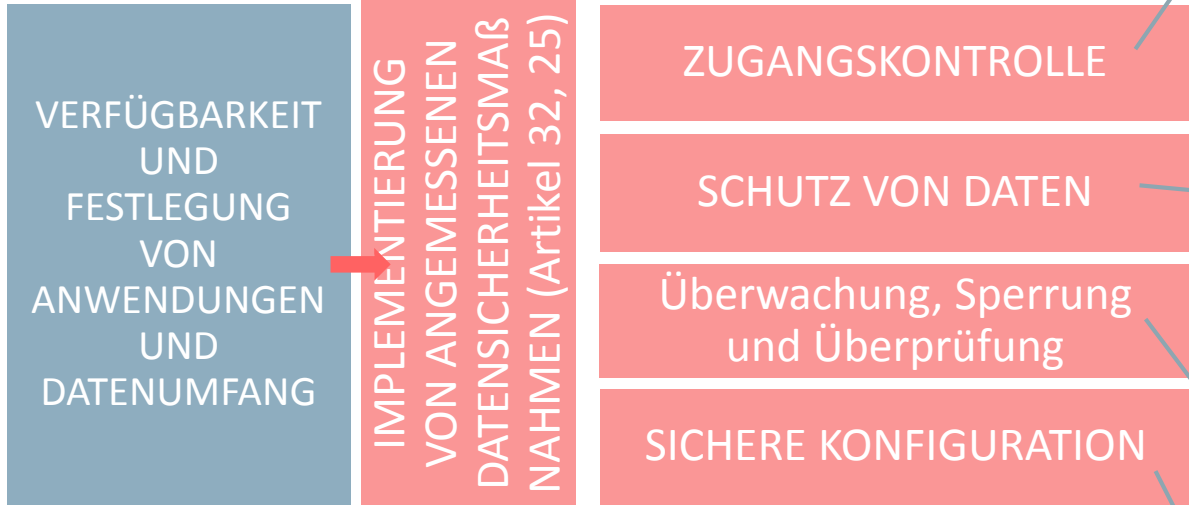 VERFÜGBARKEIT
UND
FESTLEGUNG
VON
ANWENDUNGEN
UND
DATENUMFANG
IMPLEMENTIERUNG
VON ANGEMESSENEN
DATENSICHERHEITSMAß
NAHMEN (Artikel 32, 25)
ZUGANGSKONTROLLE
SCHUTZ VON DATEN
Überwachung, Sperrung
und Überprüfung
SICHERE KONFIGURATION